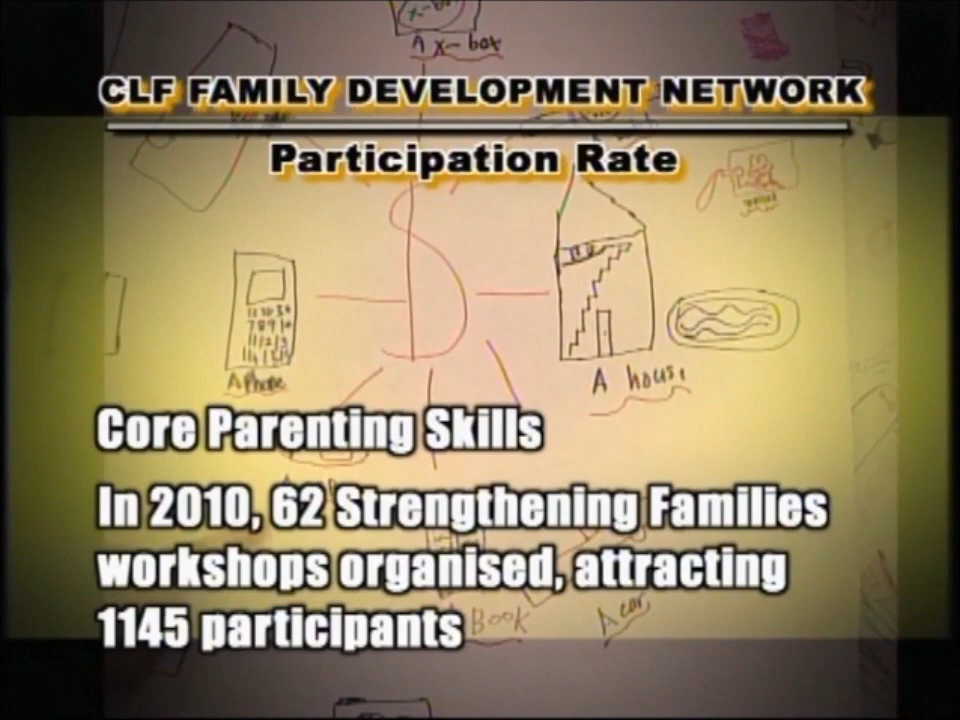 A x-box
CLF FAMILY DEVELOPMENT NETWORK
Participation Rate
A Phone
A house
Core Parenting Skills
In 2010, 62 Strengthening Families
workshops organised, attracting
1145 participants
Book
A car